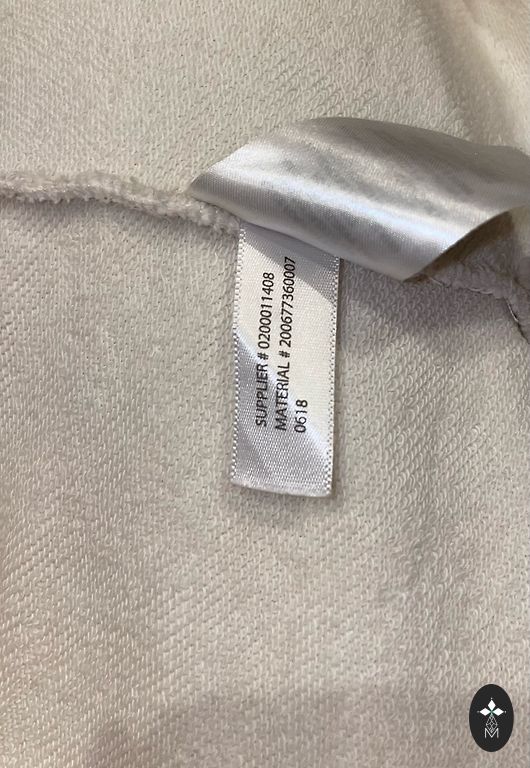 SUPPLIER # 0200011408
MATERIAL # 200677360007
0618
M